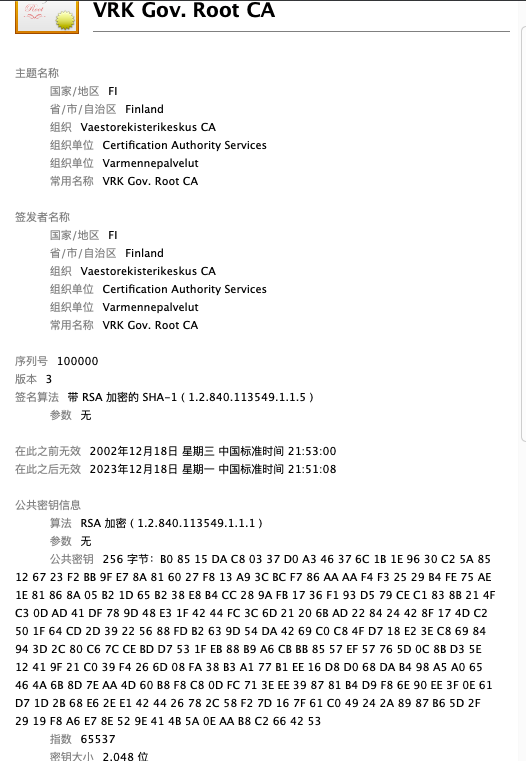 Root
VRK Gov. Root CA
主题名称
国家/地区 FI
省/市/自治区 Finland
组织 Vaestorekisterikeskus CA
组织单位 Certification Authority Services
组织单位 Varmennepalvelut
常用名称 VRK Gov. Root CA
签发者名称
国家/地区 FI
省/市/自治区 Finland
组织 Vaestorekisterikeskus CA
组织单位 Certification Authority Services
组织单位 Varmennepalvelut
常用名称 VRK Gov. Root CA
序列号 100000
版本 3
签名算法 带 RSA 加密的 SHA-1 ( 1.2.840.113549.1.1.5 )
参数 无
在此之前无效 2002年12月18日 星期三 中国标准时间 21:53:00
在此之后无效 2023年12月18日 星期一 中国标准时间 21:51:08
公共密钥信息
算法 RSA 加密 ( 1.2.840.113549.1.1.1 )
参数 无
公共密钥 256 字节: B0 85 15 DA C8 03 37 D0 A3 46 37 6C 1B 1E 96 30 C2 5A 85
12 67 23 F2 BB 9F E7 8A 81 60 27 F8 13 A9 3C BC F7 86 AA AA F4 F3 25 29 B4 FE 75 AE
1E 81 86 8A 05 B2 1D 65 B2 38 E8 B4 CC 28 9A FB 17 36 F1 93 D5 79 CE C1 83 8B 21 4F
C3 0D AD 41 DF 78 9D 48 E3 1F 42 44 FC 3C 6D 21 20 6B AD 22 84 24 42 8F 17 4D C2
50 1F 64 CD 2D 39 22 56 88 FD B2 63 9D 54 DA 42 69 C0 C8 4F D7 18 E2 3E C8 69 84
94 3D 2C 80 C6 7C CE BD D7 53 1F EB 88 B9 A6 CB BB 85 57 EF 57 76 5D 0C 8B D3 5E
12 41 9F 21 C0 39 F4 26 6D 08 FA 38 B3 A1 77 B1 EE 16 D8 D0 68 DA B4 98 A5 A0 65
46 4A 6B 8D 7E AA 4D 60 B8 F8 C8 0D FC 71 3E EE 39 87 81 B4 D9 F8 6E 90 EE 3F 0E 61
D7 1D 2B 68 E6 2E E1 42 44 26 78 2C 58 F2 7D 16 7F 61 C0 49 24 2A 89 87 B6 5D 2F
29 19 F8 A6 E7 8E 52 9E 41 4B 5A 0E AA B8 C2 66 42 53
指数 65537
密钥大小 2,048 位